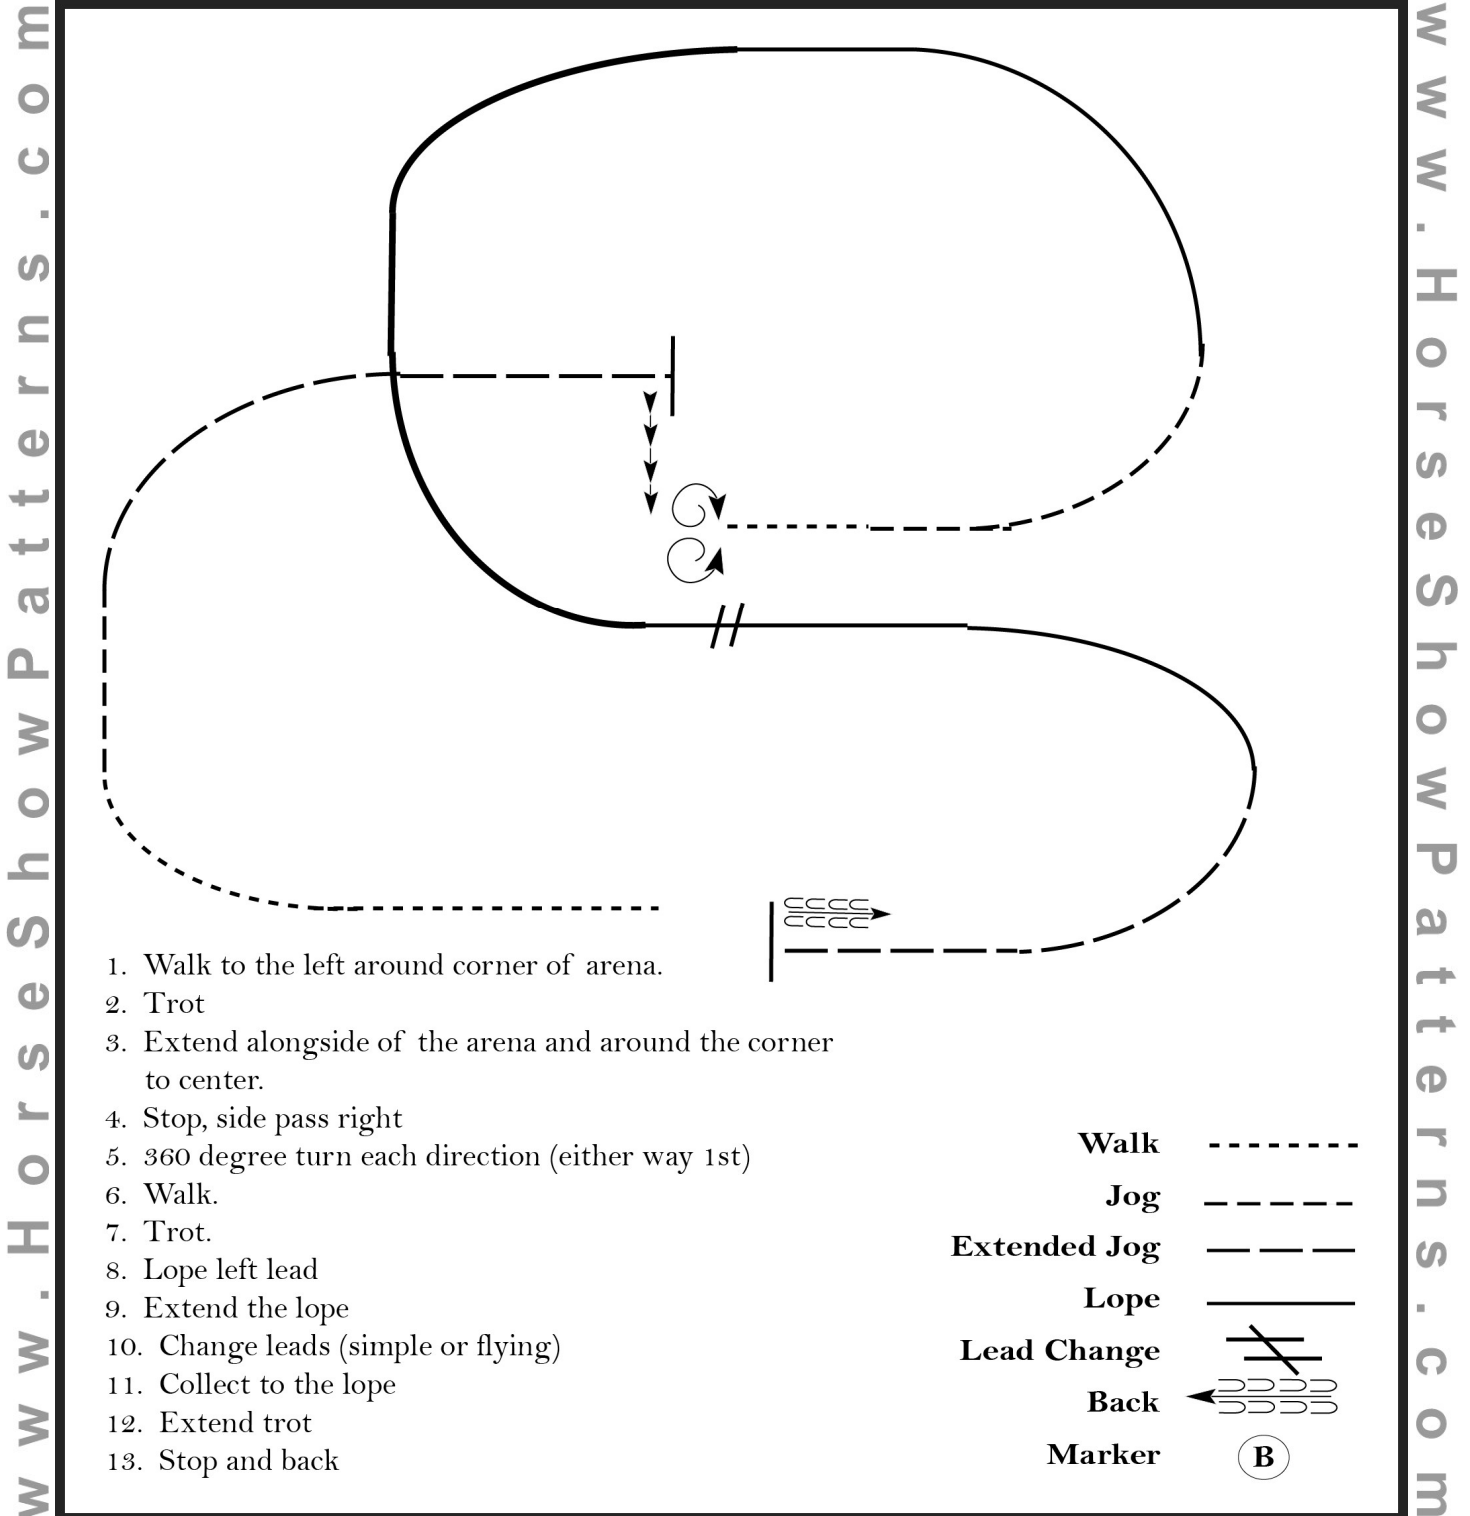 www.HorseShowPatterns.com
www.HorseShowPatterns.com
1. Walk to the left around corner of arena.
2. Trot
3. Extend alongside of the arena and around the corner
to center.
4. Stop, side pass right
5. 360 degree turn each direction (either way 1st)
6. Walk.
7. Trot.
8. Lope left lead
9. Extend the lope
10. Change leads (simple or flying)
11. Collect to the lope
12. Extend trot
13. Stop and back
Walk
Jog
Extended Jog
Lope
Lead Change
Back
Marker B